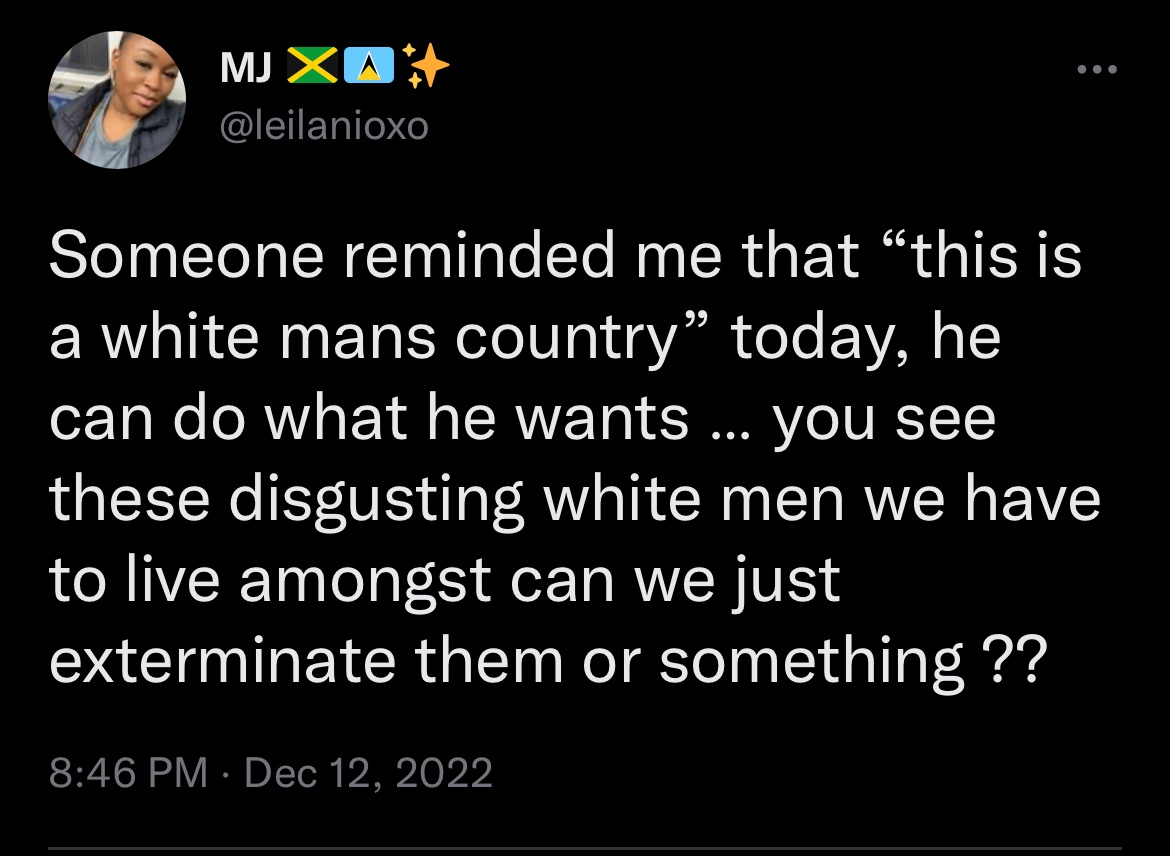 MJ 🇯🇲🇱🇨✨
@leilanioxo
Someone reminded me that “this is
a white mans country” today, he
can do what he wants ... you see
these disgusting white men we have
to live amongst can we just
exterminate them or something ??
8:46 PM · Dec 12, 2022